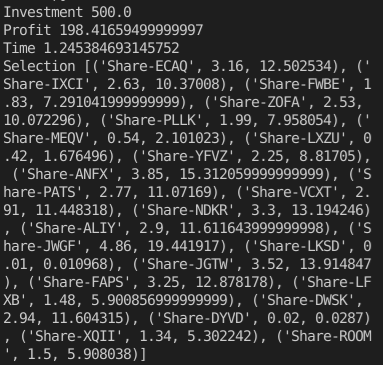 Investment 500.0
Profit 198.41659499999997
Time 1.245384693145752
Selection [('Share-ECAQ', 3.16, 12.502534), ('
Share-IXCI', 2.63, 10.37008), ('Share-FWBE', 1
.83, 7.291041999999999), ('Share-ZOFA', 2.53,
10.072296), ('Share-PLLK', 1.99, 7.958054), ('
Share-MEQV', 0.54, 2.101023), ('Share-LXZU', 0
.42, 1.676496), ('Share-YFVZ', 2.25, 8.81705),
 ('Share-ANFX', 3.85, 15.312059999999999), ('S
hare-PATS', 2.77, 11.07169), ('Share-VCXT', 2.
91, 11.448318), ('Share-NDKR', 3.3, 13.194246)
, ('Share-ALIY', 2.9, 11.611643999999998), ('S
hare-JWGF', 4.86, 19.441917), ('Share-LKSD', 0
.01, 0.010968), ('Share-JGTW', 3.52, 13.914847
), ('Share-FAPS', 3.25, 12.878178), ('Share-LF
XB', 1.48, 5.900856999999999), ('Share-DWSK',
2.94, 11.604315), ('Share-DYVD', 0.02, 0.0287)
, ('Share-XQII', 1.34, 5.302242), ('Share-ROOM
', 1.5, 5.908038)]